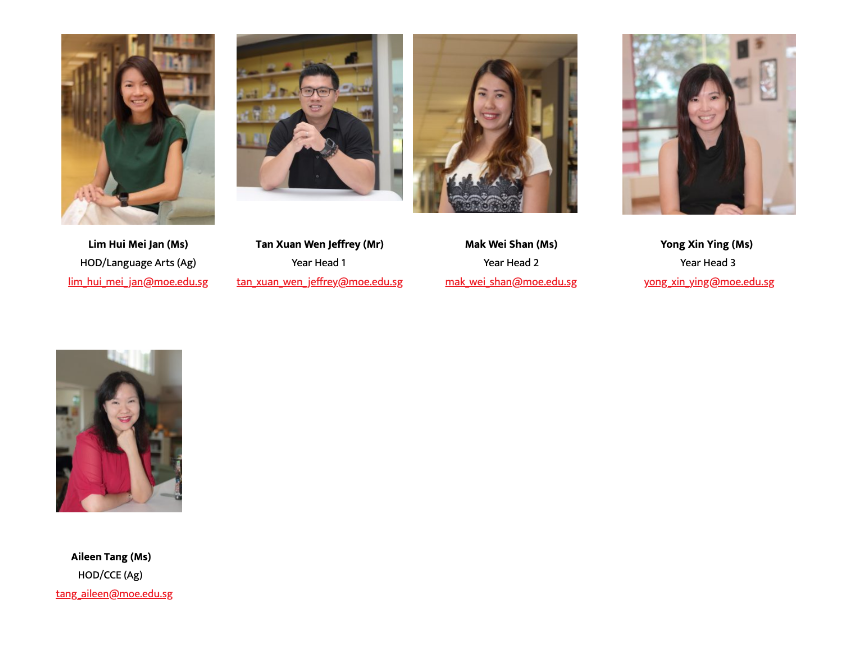 Lim Hui Mei Jan (Ms)
HOD/Language Arts (Ag)
lim_hui_mei_jan@moe.edu.sg
Tan Xuan Wen Jeffrey (Mr)
Year Head 1
tan_xuan_wen_jeffrey@moe.edu.sg
Mak Wei Shan (Ms)
Year Head 2
mak_wei_shan@moe.edu.sg
Yong Xin Ying (Ms)
Year Head 3
yong_xin_ying@moe.edu.sg
Aileen Tang (Ms)
HOD/CCE (Ag)
tang_aileen@moe.edu.sg